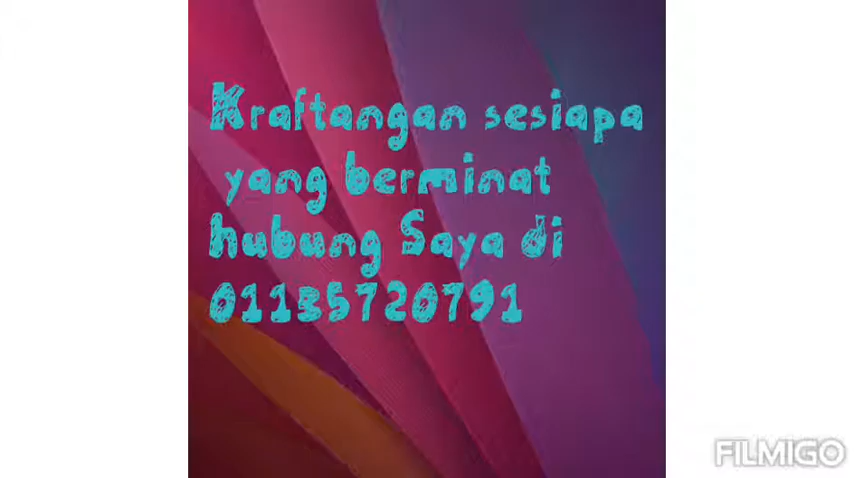 Kraftangan sesiapa
yang berminat
hubung Saya di
01135720791
FILMIGO